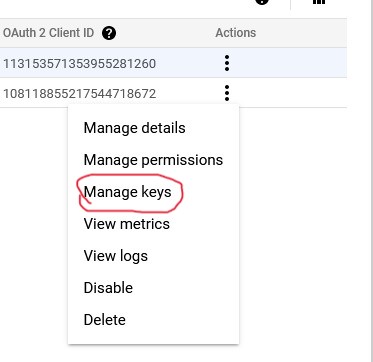 OAuth 2 Client ID ? Actions
113153571353955281260
108118855217544718672
Manage details
Manage permissions
Manage keys
View metrics
View logs
Disable
Delete